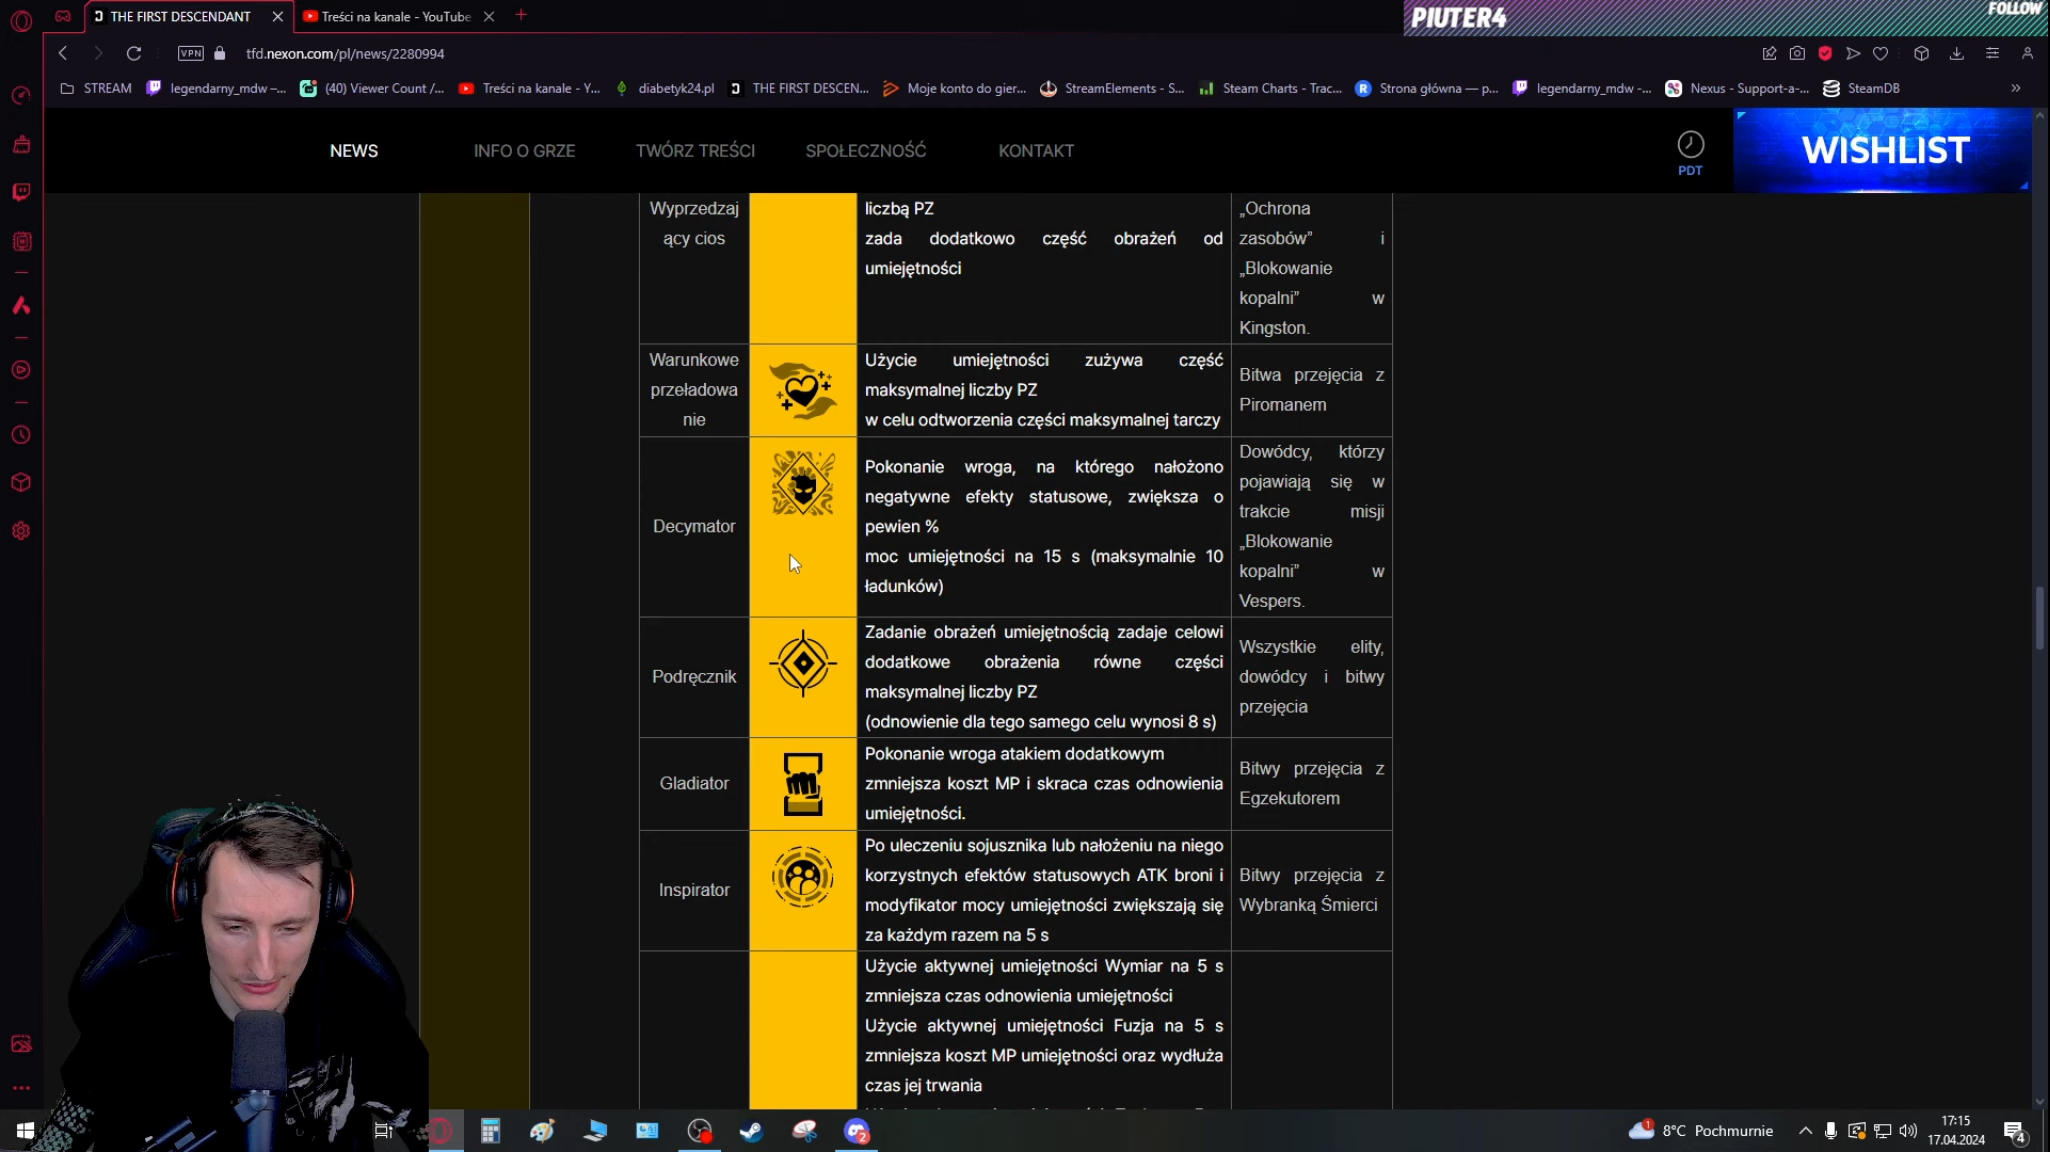 THE FIRST DESCENDANT
Treści na kanale - YouTube
PIUTER4
FOLLOW
VPN
tfd.nexon.com/pl/news/2280994
STREAM
legendarny_mdw –...
(40) Viewer Count /...
Treści na kanale - Y...
diabetyk24.pl
THE FIRST DESCEN...
Moje konto do gier...
StreamElements - S...
Steam Charts - Trac...
Strona główna — p...
legendarny_mdw -...
Nexus - Support-a-...
SteamDB
NEWS
INFO O GRZE
TWÓRZ TREŚCI
SPOŁECZNOŚĆ
KONTAKT
PDT
WISHLIST
Wyprzedzaj
ący cios
liczbą PZ
zada dodatkowo część obrażeń od
umiejętności
„Ochrona
zasobów” i
„Blokowanie
kopalni” w
Kingston.
Warunkowe
przeładowa
nie
Użycie umiejętności zużywa część
maksymalnej liczby PZ
w celu odtworzenia części maksymalnej tarczy
Bitwa przejęcia z
Piromanem
Decymator
Pokonanie wroga, na którego nałożono
negatywne efekty statusowe, zwiększa o
pewien %
moc umiejętności na 15 s (maksymalnie 10
ładunków)
Dowódcy, którzy
pojawiają się w
trakcie misji
„Blokowanie
kopalni” w
Vespers.
Podręcznik
Zadanie obrażeń umiejętnością zadaje celowi
dodatkowe obrażenia równe części
maksymalnej liczby PZ
(odnowienie dla tego samego celu wynosi 8 s)
Wszystkie elity,
dowódcy i bitwy
przejęcia
Gladiator
Pokonanie wroga atakiem dodatkowym
zmniejsza koszt MP i skraca czas odnowienia
umiejętności.
Bitwy przejęcia z
Egzekutorem
Inspirator
Po uleczeniu sojusznika lub nałożeniu na niego
korzystnych efektów statusowych ATK broni i
modyfikator mocy umiejętności zwiększają się
za każdym razem na 5 s
Bitwy przejęcia z
Wybranką Śmierci
Użycie aktywnej umiejętności Wymiar na 5 s
zmniejsza czas odnowienia umiejętności
Użycie aktywnej umiejętności Fuzja na 5 s
zmniejsza koszt MP umiejętności oraz wydłuża
czas jej trwania
2
1
8°C Pochmurnie
17:15
17.04.2024
4